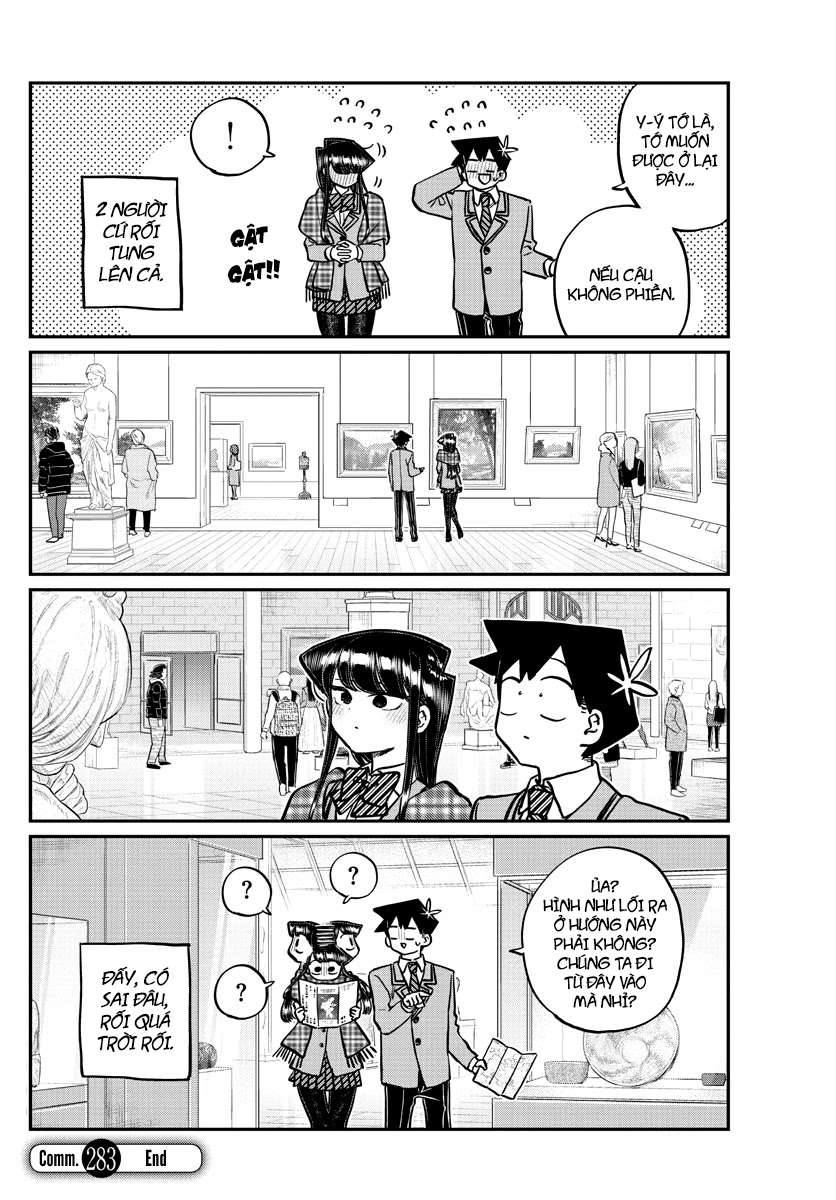 Y-Ý TỚ LÀ,
TỚ MUỐN
ĐƯỢC Ở LẠI
ĐÂY...
NẾU CẬU
KHÔNG PHIỀN.
!
GẬT
GẬT!!
2 NGƯỜI
CỨ RỐI
TUNG
LÊN CẢ.
ỦA?
HÌNH NHƯ LỐI RA
Ở HƯỚNG NÀY
PHẢI KHÔNG?
CHÚNG TA ĐI
TỪ ĐÂY VÀO
MÀ NHỈ?
?
?
?
ĐẤY, CÓ
SAI ĐÂU,
RỐI QUÁ
TRỜI RỐI.
Comm. 283 End